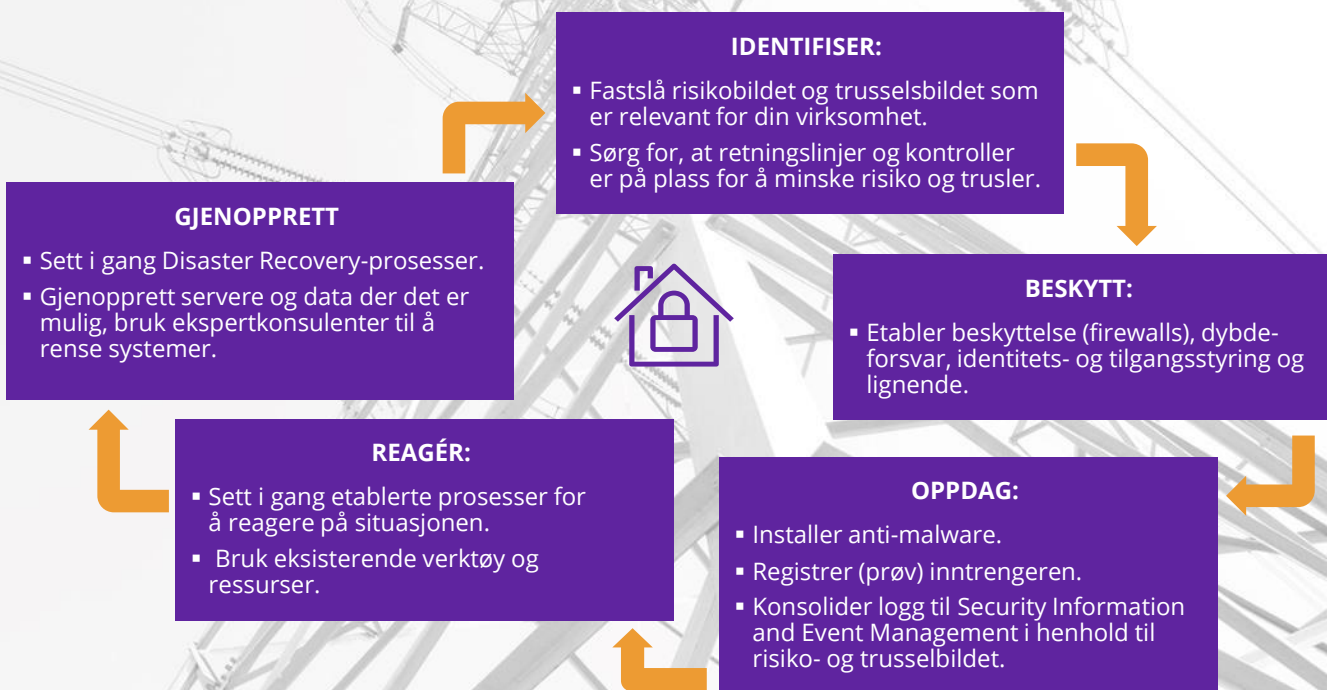 IDENTIFISER:
▪ Fastslå risikobildet og trusselsbildet som
er relevant for din virksomhet.
▪ Sørg for, at retningslinjer og kontroller
er på plass for å minske risiko og trusler.
BESKYTT:
▪ Etabler beskyttelse (firewalls), dybde-
forsvar, identitets- og tilgangsstyring og
lignende.
OPPDAG:
▪ Installer anti-malware.
▪ Registrer (prøv) inntrengeren.
▪ Konsolider logg til Security Information
and Event Management i henhold til
risiko- og trusselbildet.
REAGÉR:
▪ Sett i gang etablerte prosesser for
å reagere på situasjonen.
▪ Bruk eksisterende verktøy og
ressurser.
GJENOPPRETT
▪ Sett i gang Disaster Recovery-prosesser.
▪ Gjenopprett servere og data der det er
mulig, bruk ekspertkonsulenter til å
rense systemer.